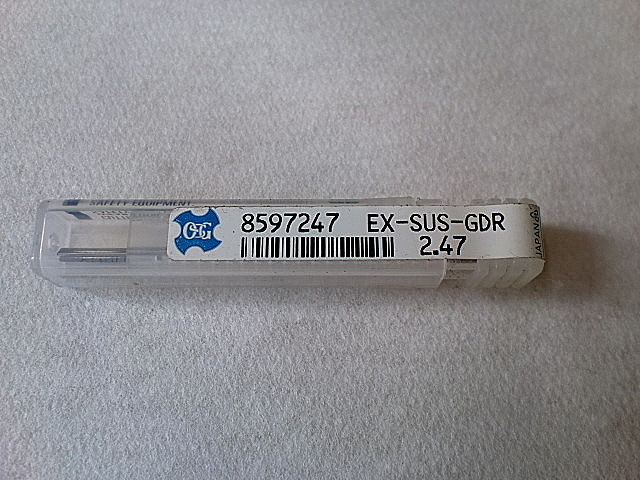 SAFETY EQUIPMENT
OSG
8597247 EX-SUS-GDR
2.47
JAPAN